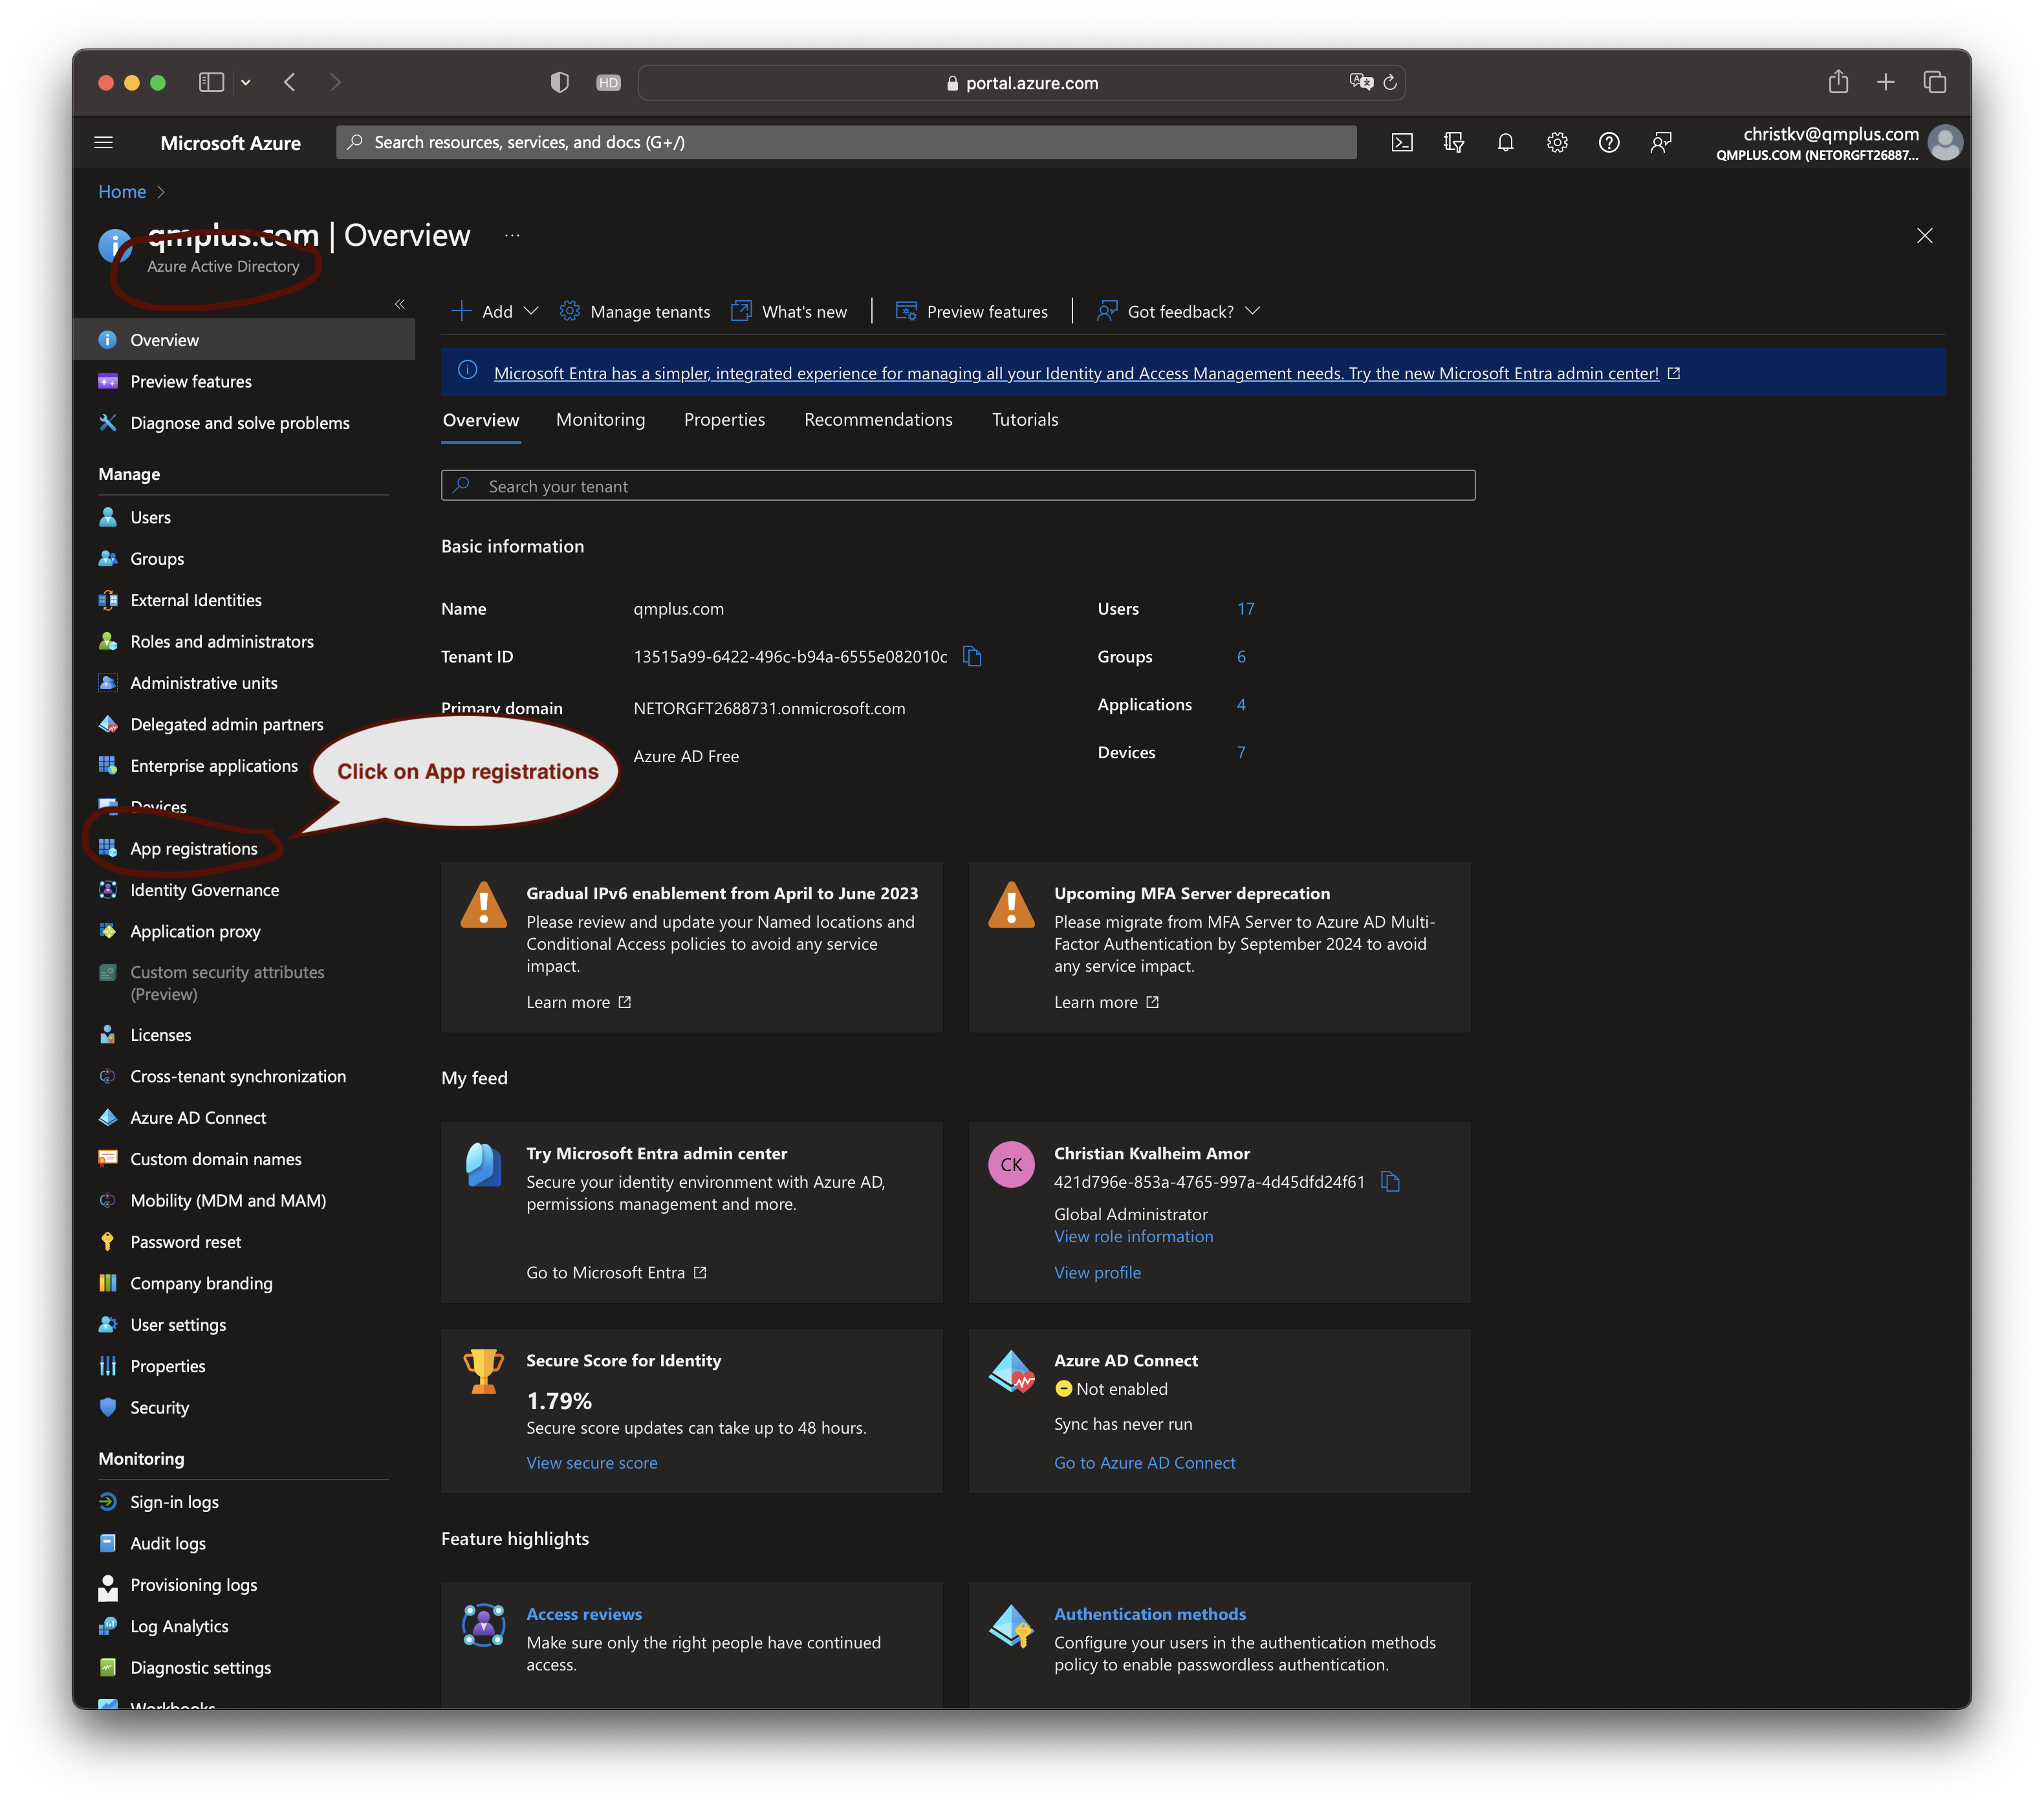 HD
portal.azure.com
Microsoft Azure
Search resources, services, and docs (G+/)
christkv@qmplus.com
QMPLUS.COM (NETORGFT26887...
Home
qmplus.com | Overview
...
Azure Active Directory
Add
Manage tenants
What's new
Preview features
Got feedback?
Overview
Preview features
Diagnose and solve problems
Manage
Users
Groups
External Identities
Roles and administrators
Administrative units
Delegated admin partners
Enterprise applications
Devices
App registrations
Identity Governance
Application proxy
Custom security attributes
(Preview)
Licenses
Cross-tenant synchronization
Azure AD Connect
Custom domain names
Mobility (MDM and MAM)
Password reset
Company branding
User settings
Properties
Security
Monitoring
Sign-in logs
Audit logs
Provisioning logs
Log Analytics
Diagnostic settings
Workbooks
Microsoft Entra has a simpler, integrated experience for managing all your Identity and Access Management needs. Try the new Microsoft Entra admin center!
Overview
Monitoring
Properties
Recommendations
Tutorials
Search your tenant
Basic information
Name
qmplus.com
Users
17
Tenant ID
13515a99-6422-496c-b94a-6555e082010c
Groups
6
Primary domain
NETORGFT2688731.onmicrosoft.com
Applications
4
Azure AD Free
Devices
7
Click on App registrations
Gradual IPv6 enablement from April to June 2023
Please review and update your Named locations and
Conditional Access policies to avoid any service
impact.
Learn more
Upcoming MFA Server deprecation
Please migrate from MFA Server to Azure AD Multi-
Factor Authentication by September 2024 to avoid
any service impact.
Learn more
My feed
Try Microsoft Entra admin center
Secure your identity environment with Azure AD,
permissions management and more.
Go to Microsoft Entra
CK
Christian Kvalheim Amor
421d796e-853a-4765-997a-4d45dfd24f61
Global Administrator
View role information
View profile
Secure Score for Identity
1.79%
Secure score updates can take up to 48 hours.
View secure score
Azure AD Connect
Not enabled
Sync has never run
Go to Azure AD Connect
Feature highlights
Access reviews
Make sure only the right people have continued
access.
Authentication methods
Configure your users in the authentication methods
policy to enable passwordless authentication.